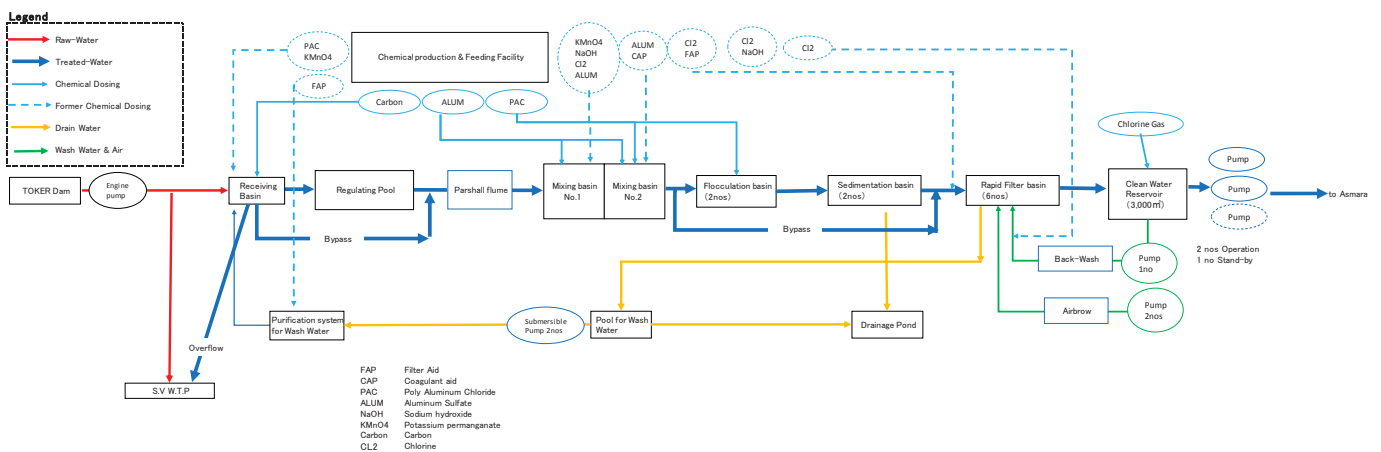 Legend
Raw-Water
Treated-Water
Chemical Dosing
Former Chemical Dosing
Drain Water
Wash Water & Air
PAC
KMnO4
FAP
Chemical production & Feeding Facility
Carbon
ALUM
PAC
KMnO4
NaOH
Cl2
ALUM
ALUM
CAP
Cl2
FAP
Cl2
NaOH
Cl2
Chlorine Gas
TOKER Dam
Engine
pump
Receiving
Basin
Regulating Pool
Parshall flume
Mixing basin
No.1
Mixing basin
No.2
Flocculation basin
(2nos)
Sedimentation basin
(2nos)
Rapid Filter basin
(6nos)
Clean Water
Reservoir
(3,000㎥)
Pump
Pump
Pump
to Asmara
2 nos Operation
1 no Stand-by
Bypass
Bypass
Back-Wash
Pump
1no
Airbrow
Pump
2nos
Purification system
for Wash Water
Submersible
Pump 2nos
Pool for Wash
Water
Drainage Pond
Overflow
S.V W.T.P
FAP Filter Aid
CAP Coagulant aid
PAC Poly Aluminum Chloride
ALUM Aluminum Sulfate
NaOH Sodium hydroxide
KMnO4 Potassium permanganate
Carbon Carbon
CL2 Chlorine